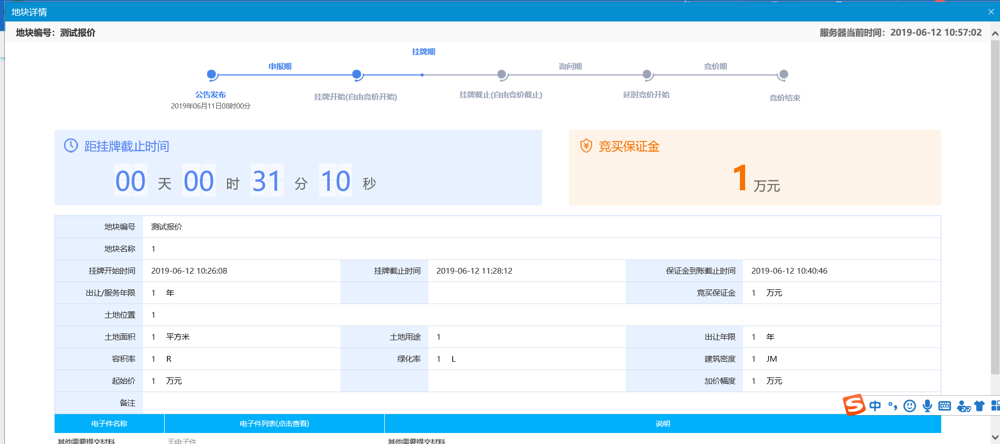 地块详情
地块编号：测试报价
服务器当前时间：2019-06-12 10:57:02
挂牌期
申报期
询问期
竞价期
公告发布
挂牌开始(自由竞价开始)
挂牌截止(自由竞价截止)
延时竞价开始
竞价结束
2019年06月11日08时00分
距挂牌截止时间
00 天 00 时 31 分 10 秒
竞买保证金
1 万元
地块编号 测试报价
地块名称 1
挂牌开始时间 2019-06-12 10:26:08 挂牌截止时间 2019-06-12 11:28:12 保证金到账截止时间 2019-06-12 10:40:46
出让/服务年限 1 年 竞买保证金 1 万元
土地位置 1
土地面积 1 平方米 土地用途 1 出让年限 1 年
容积率 1 R 绿化率 1 L 建筑密度 1 JM
起始价 1 万元 加价幅度 1 万元
备注
中
电子件名称 电子件列表(点击查看) 说明
其他需要提交材料 无电子件 其他需要提交材料